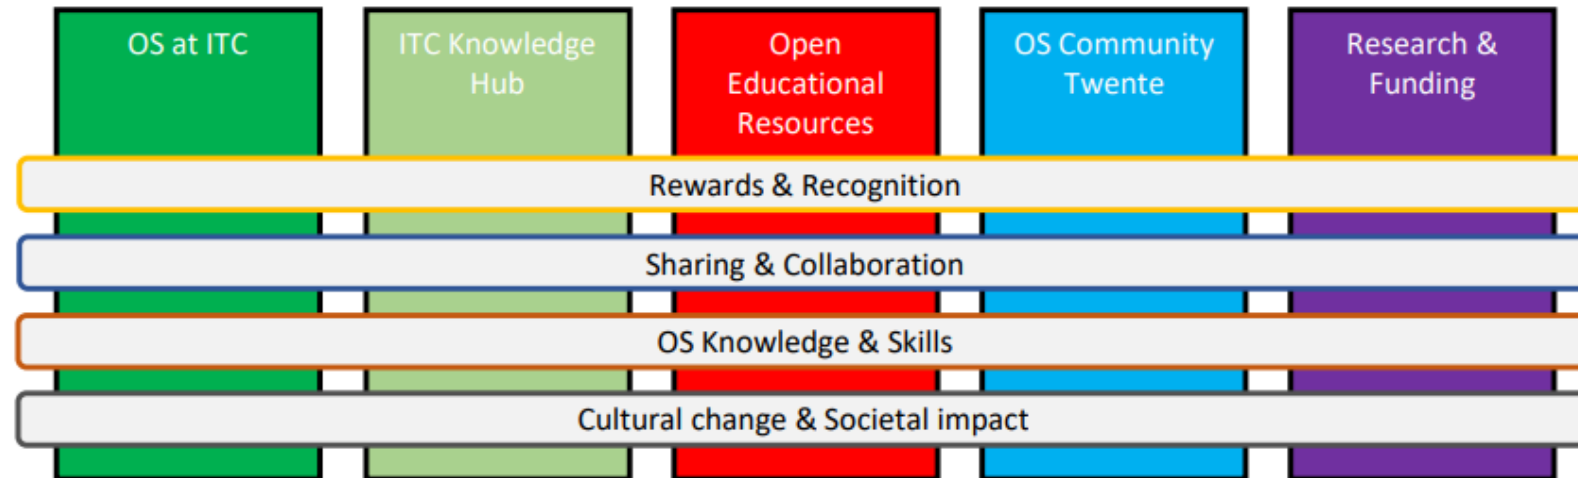 OS at ITC
ITC Knowledge
Hub
Open
Educational
Resources
OS Community
Twente
Research &
Funding
Rewards & Recognition
Sharing & Collaboration
OS Knowledge & Skills
Cultural change & Societal impact